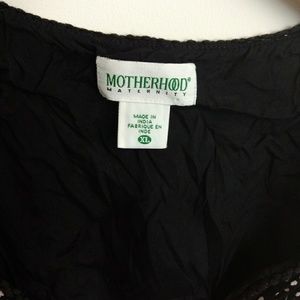 MOTHERHOOD®
MATERNITY
MADE IN
INDIA
FABRIQUE EN
INDE
XL